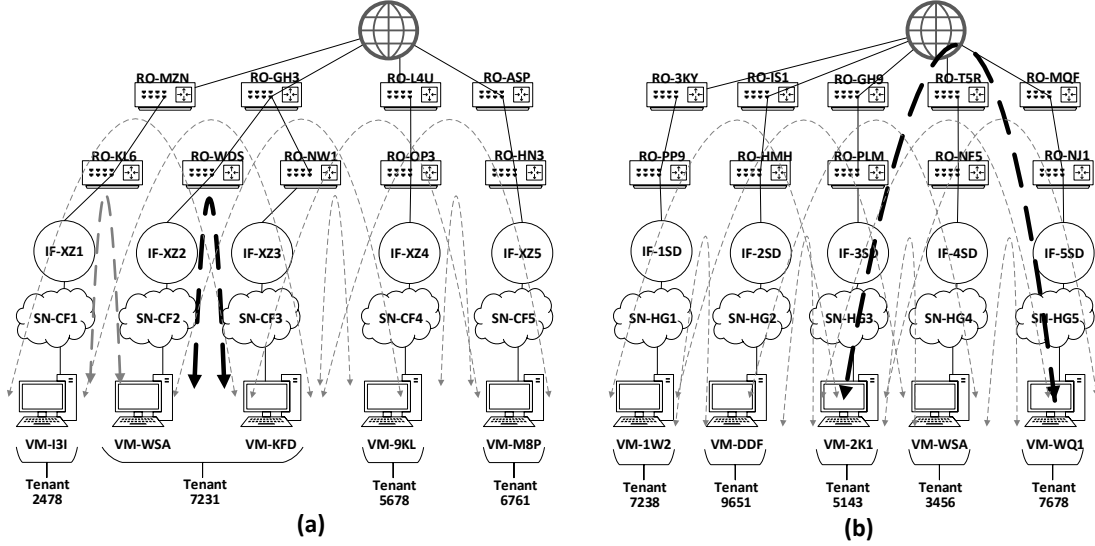 RO-MZN
RO-GH3
RO-L4U
RO-ASP
RO-KL6
RO-WDS
RO-NW1
RO-QP3
RO-HN3
IF-XZ1
IF-XZ2
IF-XZ3
IF-XZ4
IF-XZ5
SN-CF1
SN-CF2
SN-CF3
SN-CF4
SN-CF5
VM-I3I
VM-WSA
VM-KFD
VM-9KL
VM-M8P
Tenant
2478
Tenant
7231
Tenant
5678
Tenant
6761
(a)
RO-3KY
RO-IS1
RO-GH9
RO-T5R
RO-MQF
RO-PP9
RO-HMH
RO-PLM
RO-NF5
RO-NJ1
IF-1SD
IF-2SD
IF-3SD
IF-4SD
IF-5SD
SN-HG1
SN-HG2
SN-HG3
SN-HG4
SN-HG5
VM-1W2
VM-DDF
VM-2K1
VM-WSA
VM-WQ1
Tenant
7238
Tenant
9651
Tenant
5143
Tenant
3456
Tenant
7678
(b)